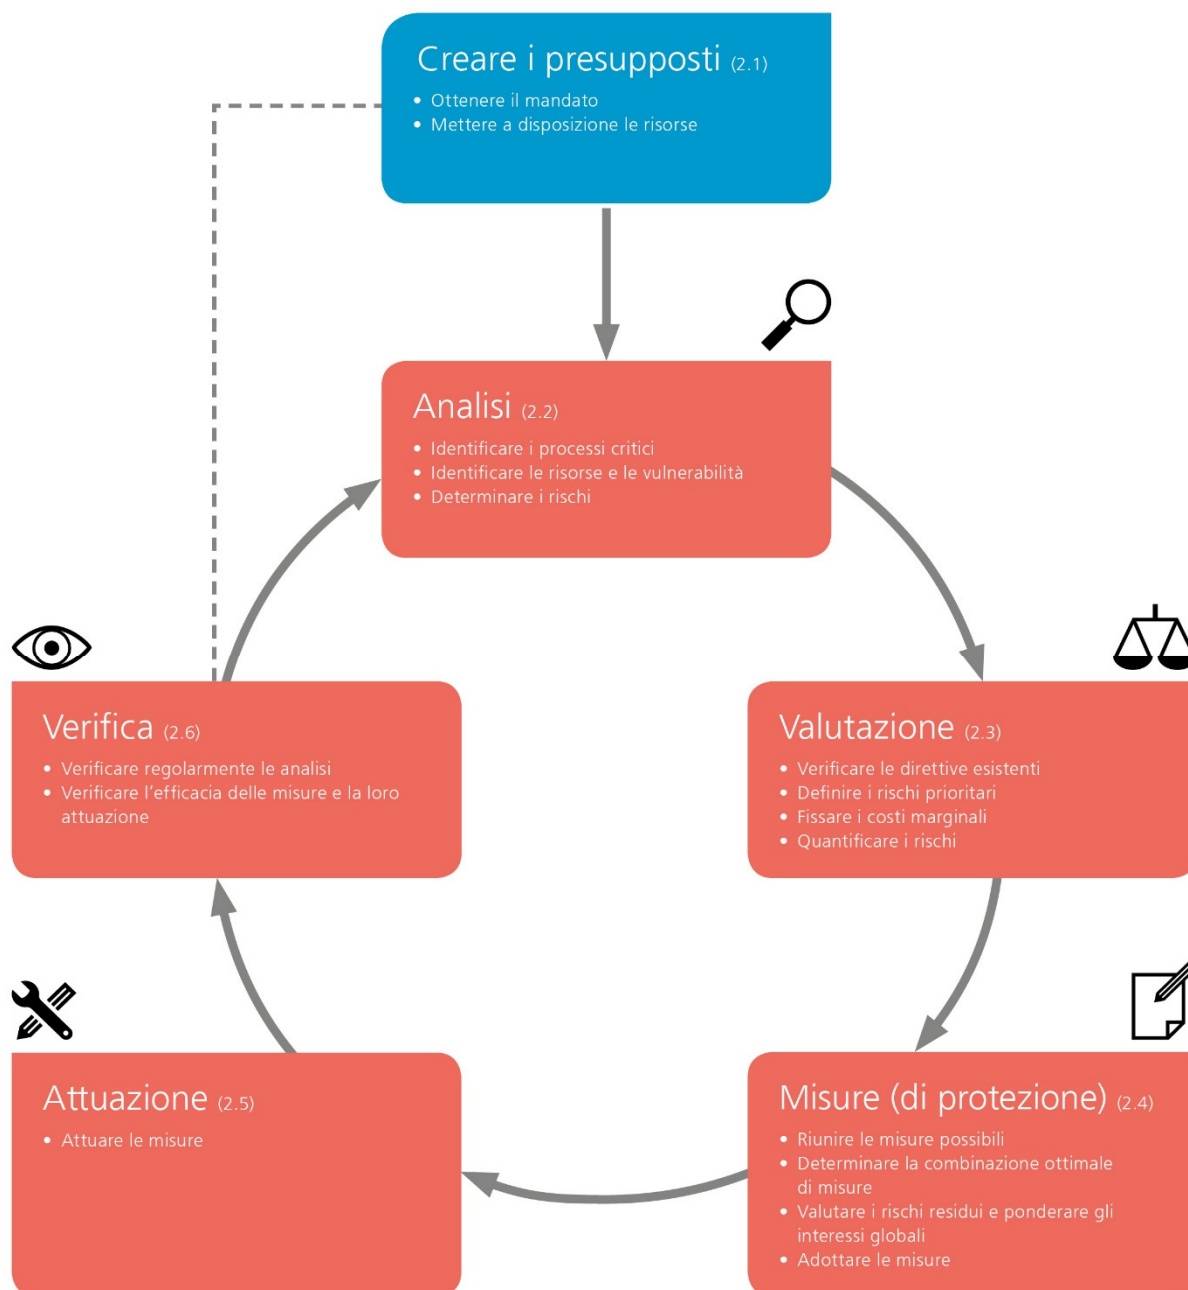 Creare i presupposti (2.1)
• Ottenere il mandato
• Mettere a disposizione le risorse
Analisi (2.2)
• Identificare i processi critici
• Identificare le risorse e le vulnerabilità
• Determinare i rischi
Valutazione (2.3)
• Verificare le direttive esistenti
• Definire i rischi prioritari
• Fissare i costi marginali
• Quantificare i rischi
Misure (di protezione) (2.4)
• Riunire le misure possibili
• Determinare la combinazione ottimale
di misure
• Valutare i rischi residui e ponderare gli
interessi globali
• Adottare le misure
Attuazione (2.5)
• Attuare le misure
Verifica (2.6)
• Verificare regolarmente le analisi
• Verificare l’efficacia delle misure e la loro
attuazione